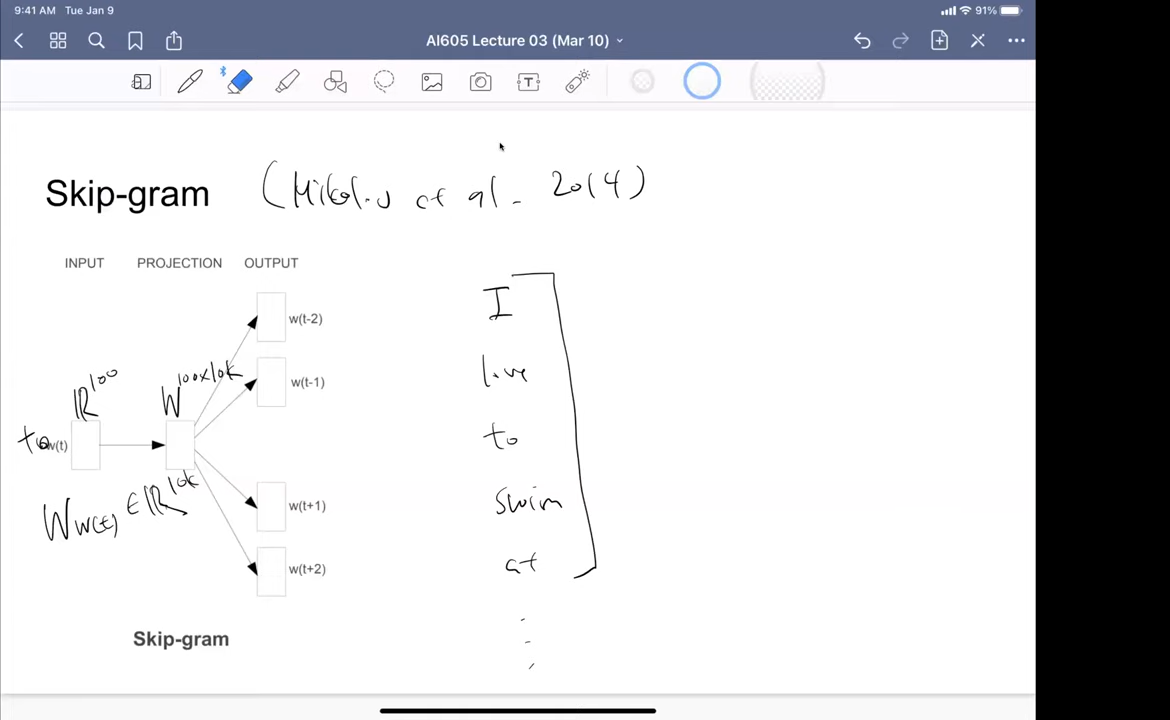 9:41 AM Tue Jan 9
91%
AI605 Lecture 03 (Mar 10)
T
Skip-gram (Mikolov et al. 2014)
INPUT PROJECTION OUTPUT
w(t-2)
w(t-1)
ℝ¹⁰⁰ W¹⁰⁰ˣ¹⁰ᵏ
to w(t)
W w(t) ∈ ℝ¹⁰ᵏ
w(t+1)
w(t+2)
Skip-gram
I
live
to
swim
at